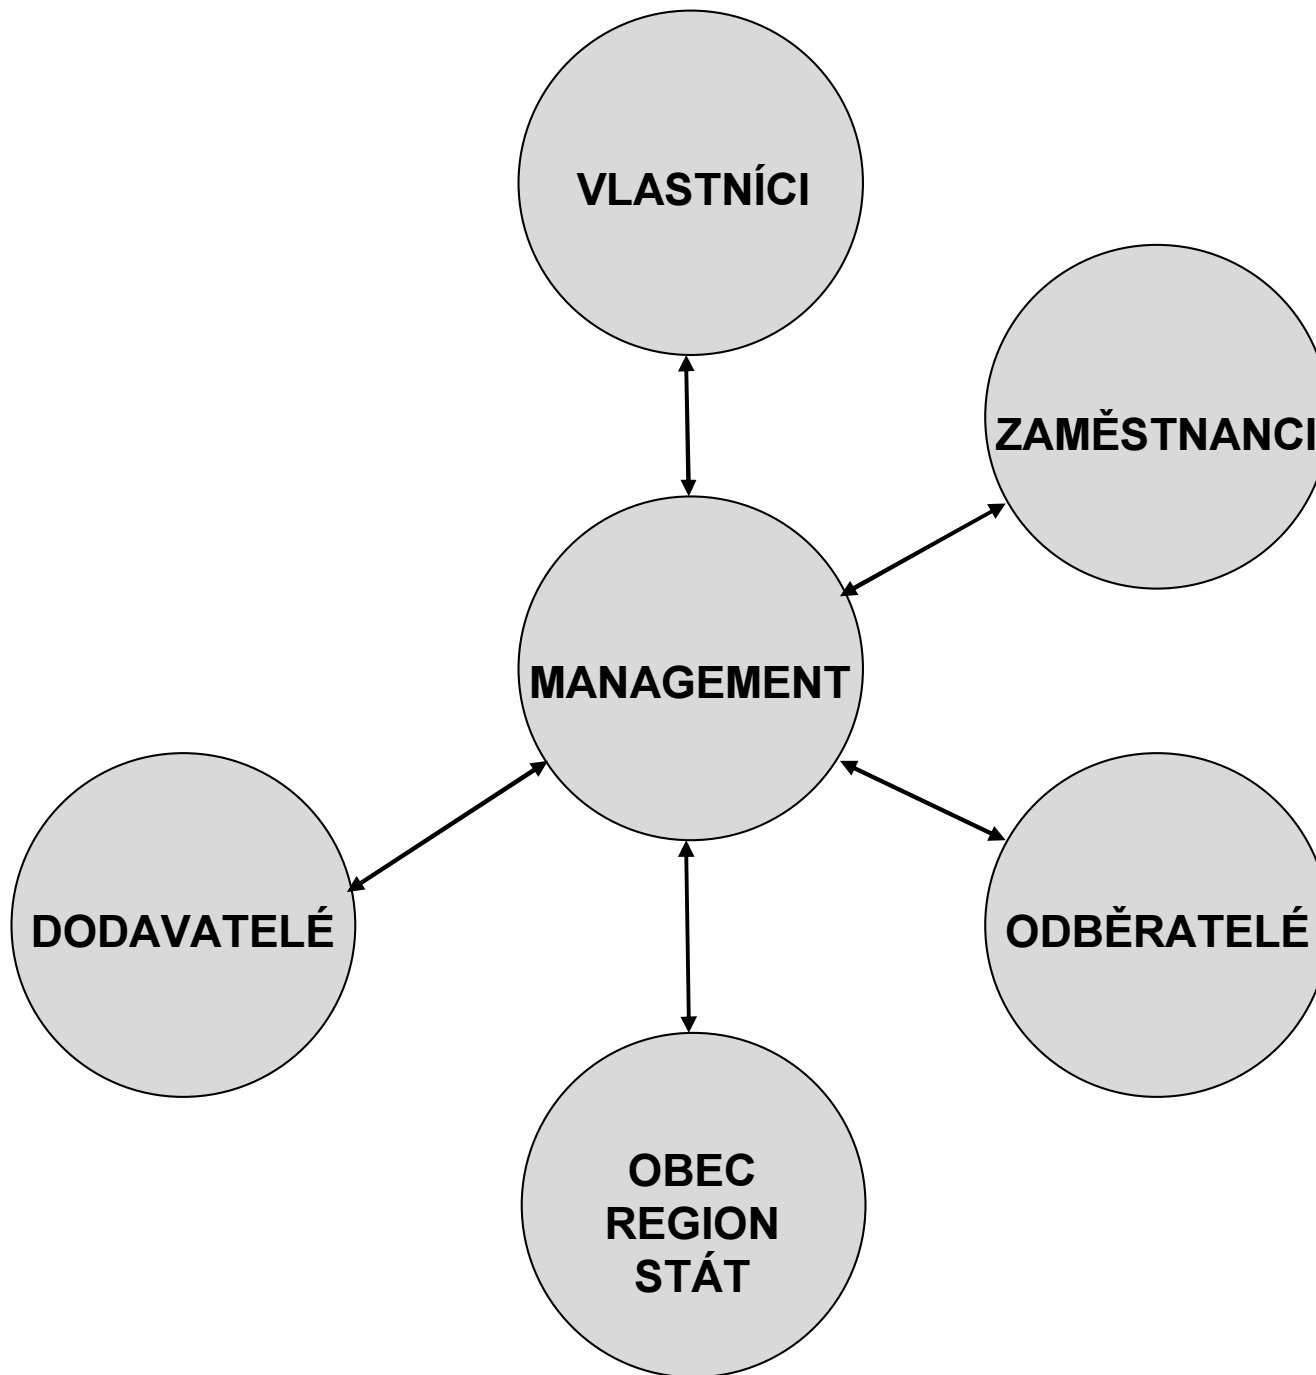 VLASTNÍCI
ZAMĚSTNANCI
MANAGEMENT
DODAVATELÉ
ODBĚRATELÉ
OBEC
REGION
STÁT